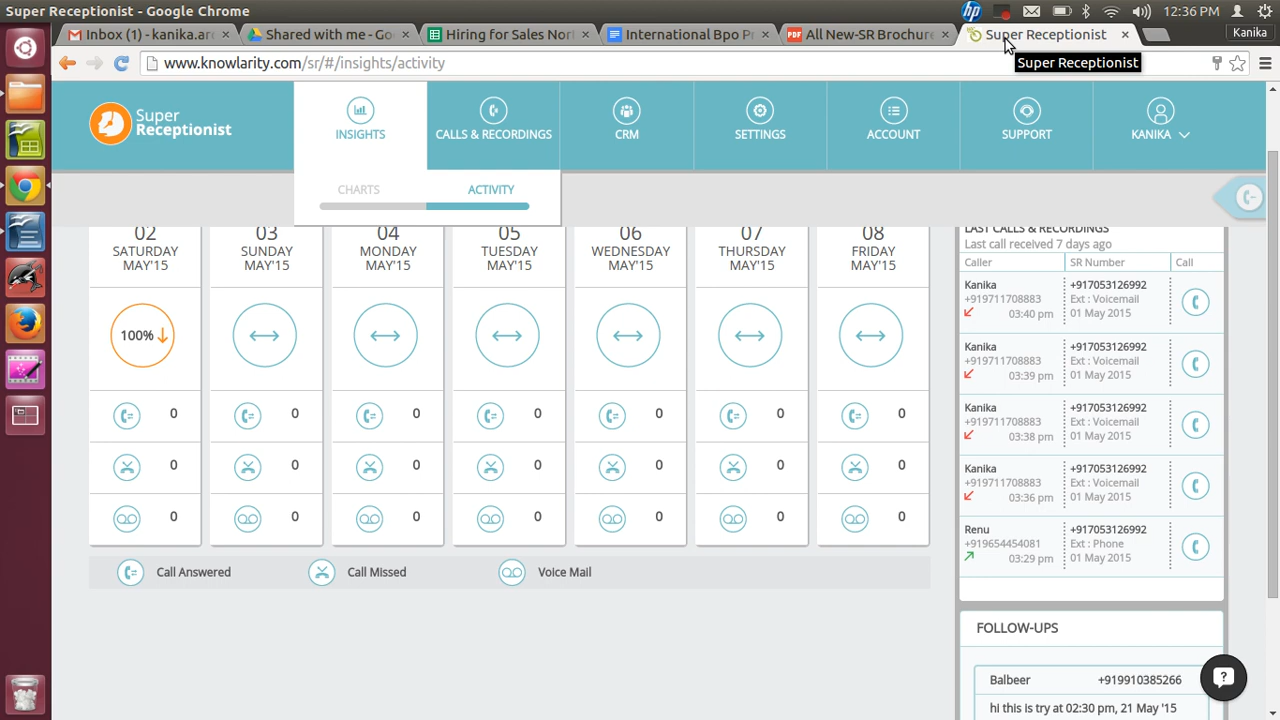 Super Receptionist - Google Chrome
12:36 PM
Inbox (1) - kanika.ar
Shared with me - Go
Hiring for Sales Nor
International Bpo Pr
All New-SR Brochure
Super Receptionist
Kanika
www.knowlarity.com/sr/#/insights/activity
Super Receptionist
Super
Receptionist
INSIGHTS
CALLS & RECORDINGS
CRM
SETTINGS
ACCOUNT
SUPPORT
KANIKA
CHARTS
ACTIVITY
02
SATURDAY
MAY'15
03
SUNDAY
MAY'15
04
MONDAY
MAY'15
05
TUESDAY
MAY'15
06
WEDNESDAY
MAY'15
07
THURSDAY
MAY'15
08
FRIDAY
MAY'15
100%
0 0 0 0 0 0 0
0 0 0 0 0 0 0
0 0 0 0 0 0 0
Call Answered
Call Missed
Voice Mail
LAST CALLS & RECORDINGS
Last call received 7 days ago
Caller SR Number Call
Kanika +917053126992
+919711708883 Ext : Voicemail
03:40 pm 01 May 2015
Kanika +917053126992
+919711708883 Ext : Voicemail
03:39 pm 01 May 2015
Kanika +917053126992
+919711708883 Ext : Voicemail
03:38 pm 01 May 2015
Kanika +917053126992
+919711708883 Ext : Voicemail
03:36 pm 01 May 2015
Renu +917053126992
+919654454081 Ext : Phone
03:29 pm 01 May 2015
FOLLOW-UPS
Balbeer +919910385266
hi this is try at 02:30 pm, 21 May '15